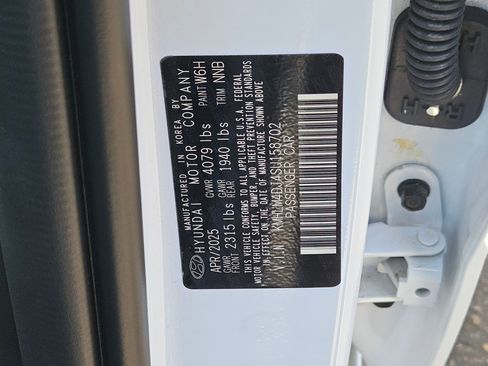 MANUFACTURED IN KOREA BY
HYUNDAI MOTOR COMPANY
APR/2025 GVWR 4079 lbs PAINT W6H
GAWR FRONT 2315 lbs GAWR REAR 1940 lbs TRIM NNB
THIS VEHICLE CONFORMS TO ALL APPLICABLE U.S.A. FEDERAL
MOTOR VEHICLE SAFETY, BUMPER, AND THEFT PREVENTION STANDARDS
IN EFFECT ON THE DATE OF MANUFACTURE SHOWN ABOVE
PASSENGER CAR
R-H